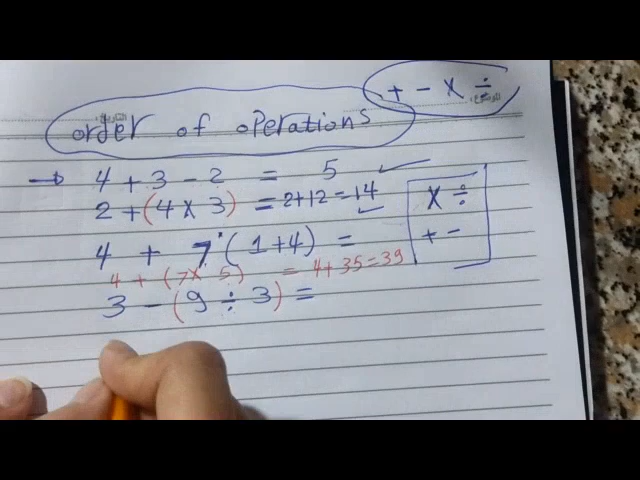 + - × ÷
order of operations
→ 4 + 3 - 2 = 5 ✓
2 + (4 × 3) = 2+12=14 ✓
4 + 7·(1+4) =
4 + (7× 5) = 4+35=39
3 - (9 ÷ 3) =
× ÷
+ -